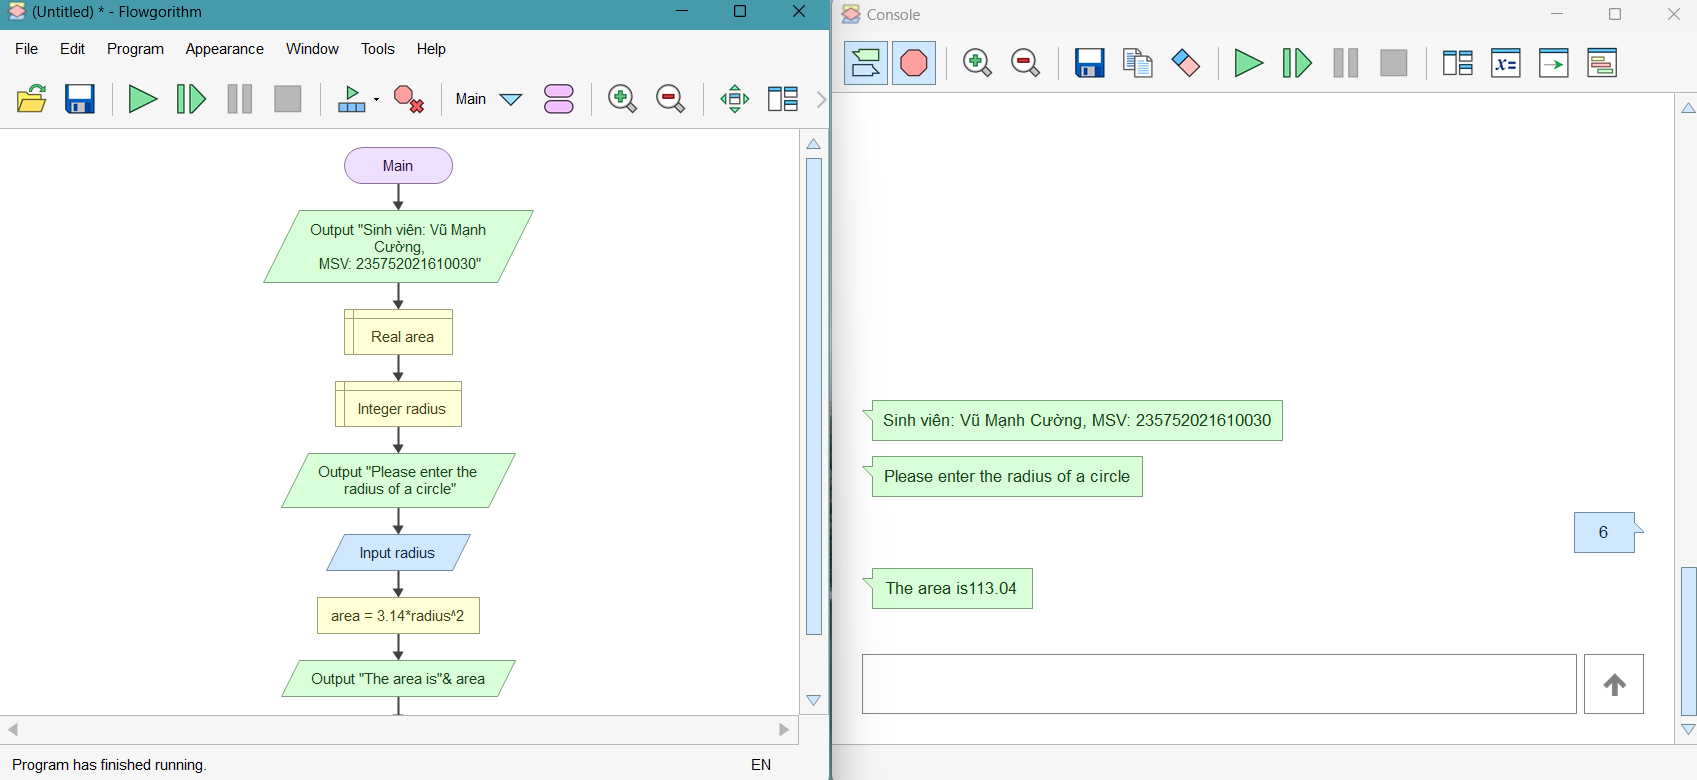 (Untitled) * - Flowgorithm
File Edit Program Appearance Window Tools Help
Main
Main
Output "Sinh viên: Vũ Mạnh
Cường,
MSV: 235752021610030"
Real area
Integer radius
Output "Please enter the
radius of a circle"
Input radius
area = 3.14*radius^2
Output "The area is"& area
Program has finished running.
EN
Console
x=
Sinh viên: Vũ Mạnh Cường, MSV: 235752021610030
Please enter the radius of a circle
6
The area is113.04